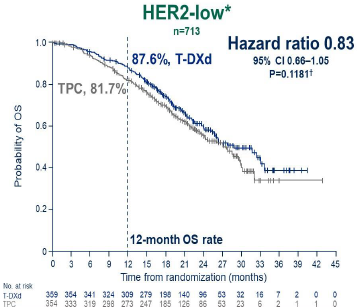 HER2-low*
n=713
Hazard ratio 0.83
95% CI 0.66–1.05
P=0.1181†
87.6%, T-DXd
TPC, 81.7%
Probability of OS
1.0
0.8
0.6
0.4
0.2
0
12-month OS rate
0 3 6 9 12 15 18 21 24 27 30 33 36 39 42 45
Time from randomization (months)
No. at risk
T-DXd 359 354 341 324 309 279 198 140 96 53 32 16 7 2 0 0
TPC 354 333 319 298 273 247 185 126 86 53 23 6 2 1 1 0